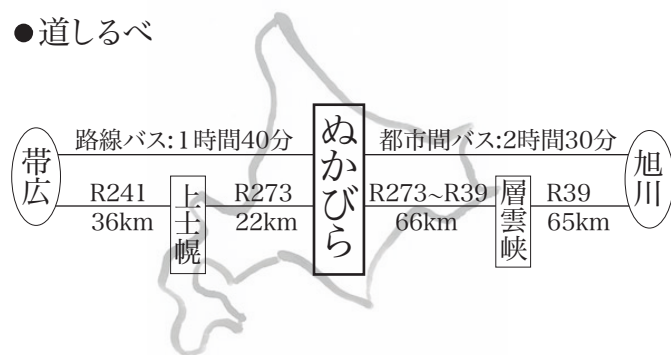 ●道しるべ
路線バス:1時間40分
都市間バス:2時間30分
帯広
R241
36km
上士幌
R273
22km
ぬかびら
R273~R39
66km
層雲峡
R39
65km
旭川